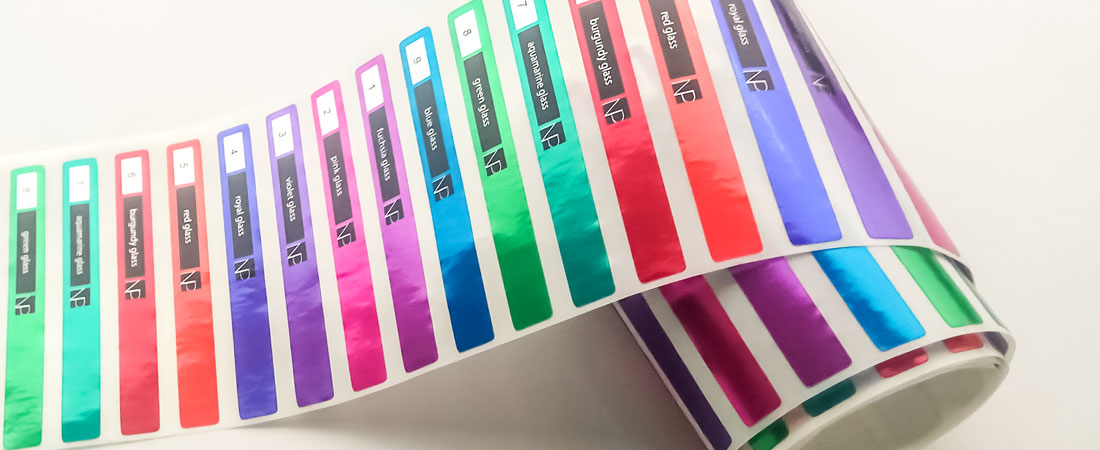 8 green glass NP
7 aquamarine glass NP
6 burgundy glass NP
5 red glass NP
4 royal glass NP
3 violet glass NP
2 pink glass NP
1 fuchsia glass NP
9 blue glass NP
8 green glass NP
7 aquamarine glass NP
burgundy glass NP
red glass NP
royal glass NP